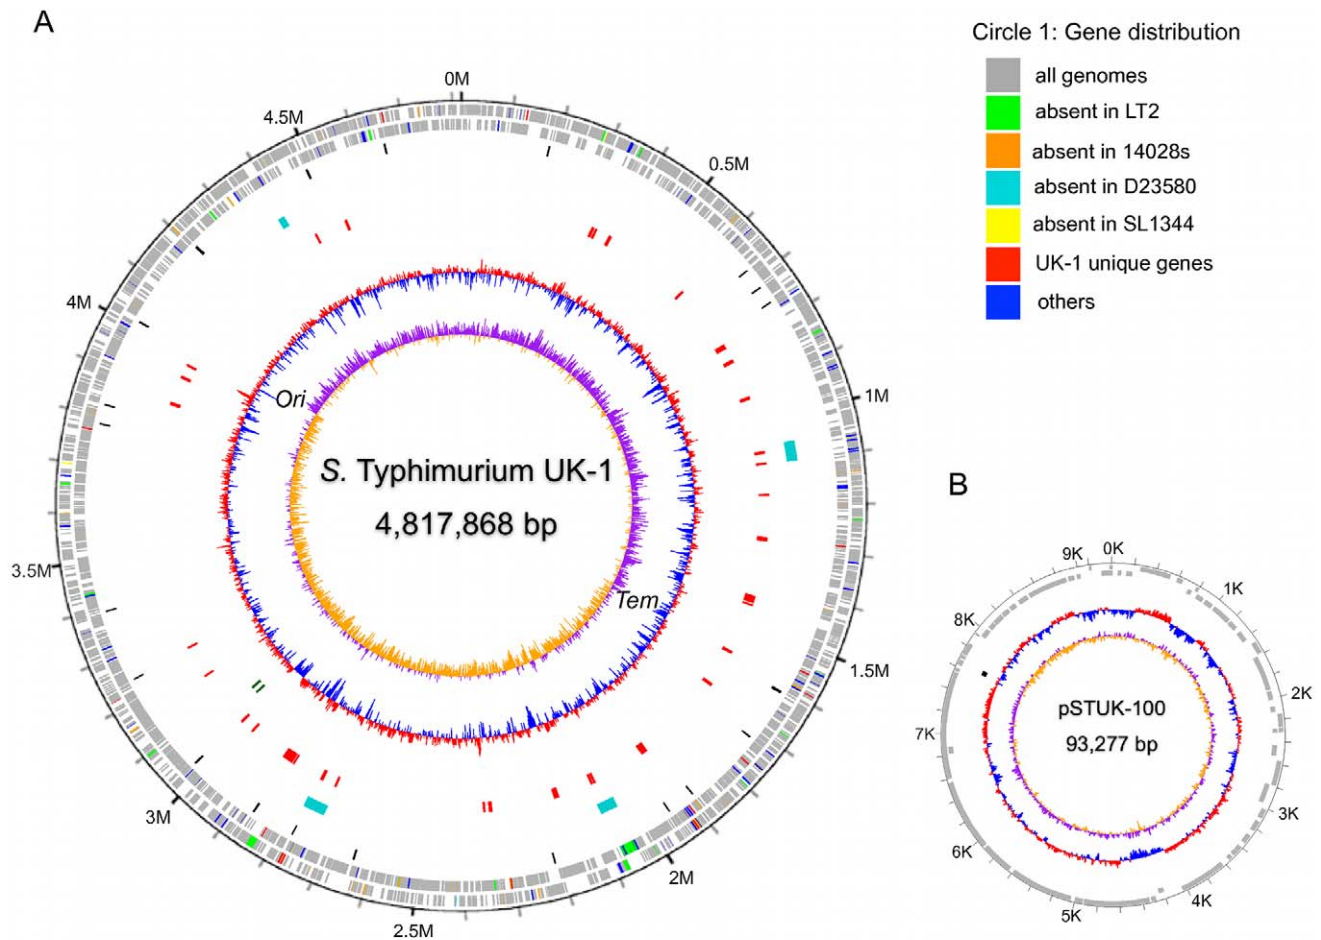 A
Circle 1: Gene distribution
all genomes
absent in LT2
absent in 14028s
absent in D23580
absent in SL1344
UK-1 unique genes
others
0M
0.5M
1M
1.5M
2M
2.5M
3M
3.5M
4M
4.5M
Ori
Tem
S. Typhimurium UK-1
4,817,868 bp
B
0K
1K
2K
3K
4K
5K
6K
7K
8K
9K
pSTUK-100
93,277 bp